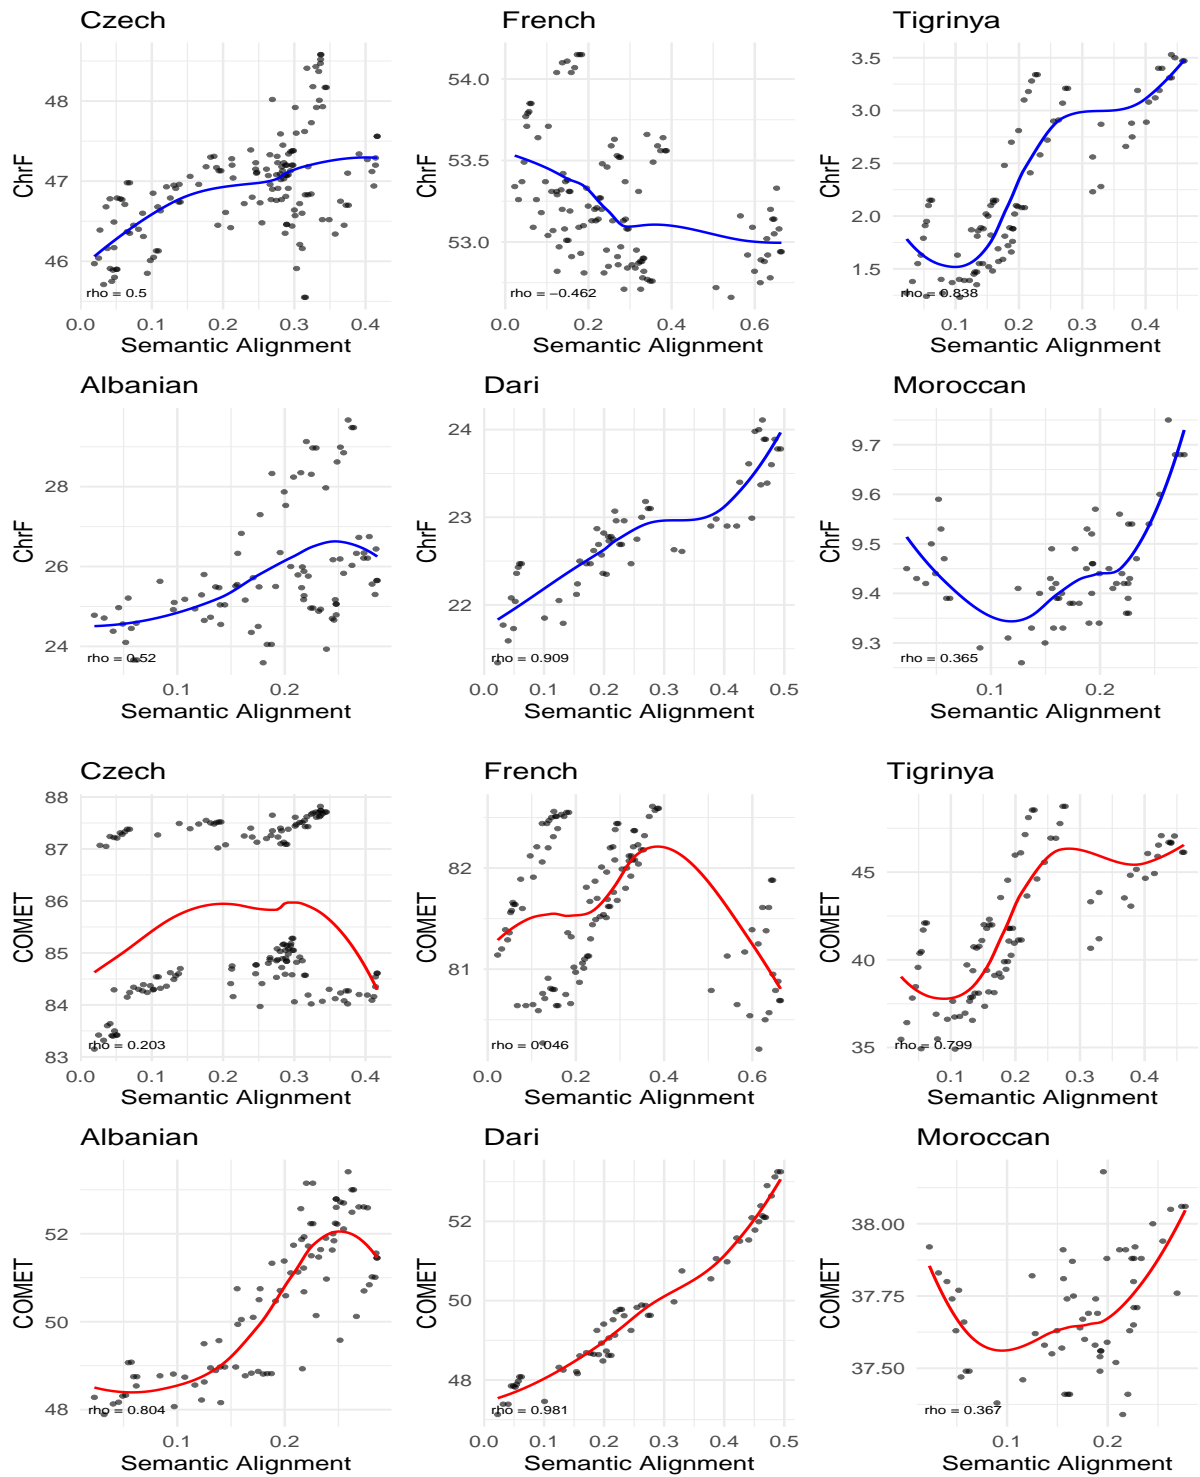 Czech French Tigrinya
48
47
46
ChrF
rho = 0.5
0.0 0.1 0.2 0.3 0.4
Semantic Alignment
54.0
53.5
53.0
ChrF
rho = −0.462
0.0 0.2 0.4 0.6
Semantic Alignment
3.5
3.0
2.5
2.0
1.5
ChrF
rho = 0.838
0.1 0.2 0.3 0.4
Semantic Alignment
Albanian Dari Moroccan
28
26
24
ChrF
rho = 0.52
0.1 0.2
Semantic Alignment
24
23
22
ChrF
rho = 0.909
0.0 0.1 0.2 0.3 0.4 0.5
Semantic Alignment
9.7
9.6
9.5
9.4
9.3
ChrF
rho = 0.365
0.1 0.2
Semantic Alignment
Czech French Tigrinya
88
87
86
85
84
83
COMET
rho = 0.203
0.0 0.1 0.2 0.3 0.4
Semantic Alignment
82
81
COMET
rho = 0.046
0.0 0.2 0.4 0.6
Semantic Alignment
45
40
35
COMET
rho = 0.799
0.1 0.2 0.3 0.4
Semantic Alignment
Albanian Dari Moroccan
52
50
48
COMET
rho = 0.804
0.1 0.2
Semantic Alignment
52
50
48
COMET
rho = 0.981
0.0 0.1 0.2 0.3 0.4 0.5
Semantic Alignment
38.00
37.75
37.50
COMET
rho = 0.367
0.1 0.2
Semantic Alignment